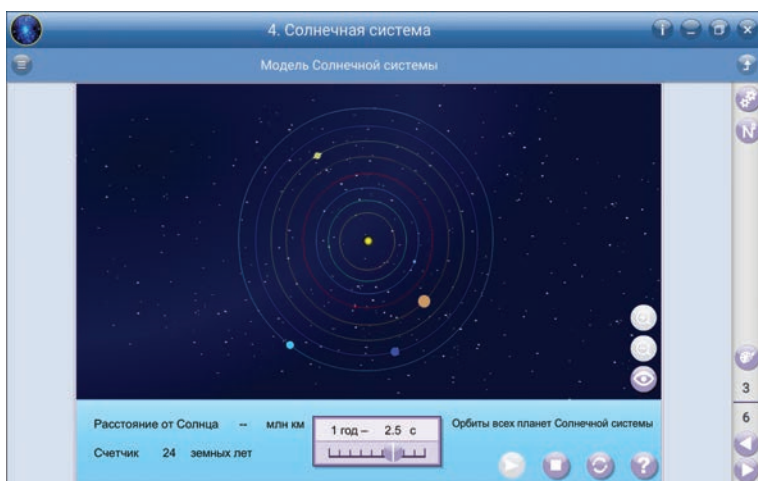 4. Солнечная система
Модель Солнечной системы
Расстояние от Солнца -- млн км
1 год – 2.5 с
Орбиты всех планет Солнечной системы
Счетчик 24 земных лет
3
6